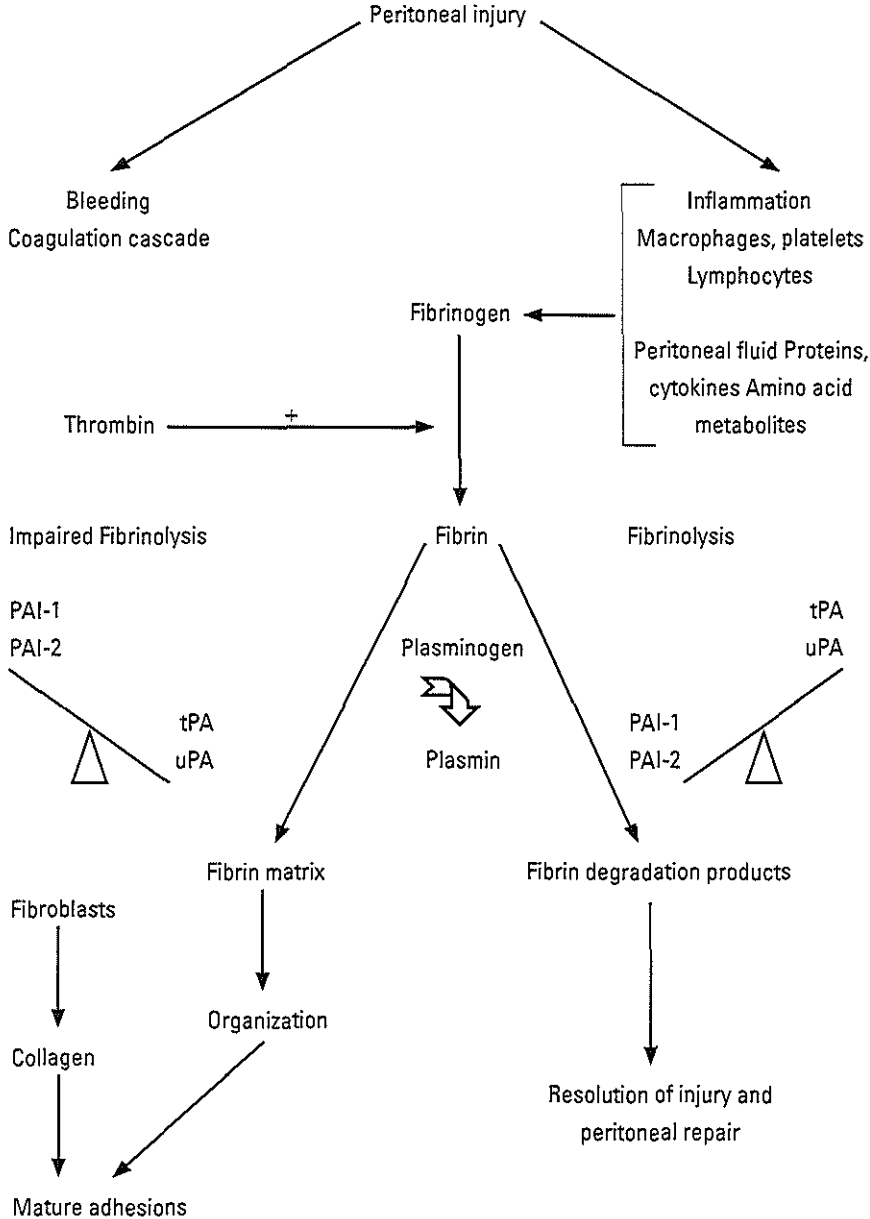 Peritoneal injury
Bleeding
Coagulation cascade
Inflammation
Macrophages, platelets
Lymphocytes
Fibrinogen
Peritoneal fluid Proteins,
cytokines Amino acid
metabolites
Thrombin
+
Impaired Fibrinolysis
Fibrin
Fibrinolysis
PAI-1
PAI-2
tPA
uPA
Plasminogen
Plasmin
tPA
uPA
PAI-1
PAI-2
Fibrin matrix
Fibrin degradation products
Fibroblasts
Organization
Collagen
Resolution of injury and
peritoneal repair
Mature adhesions